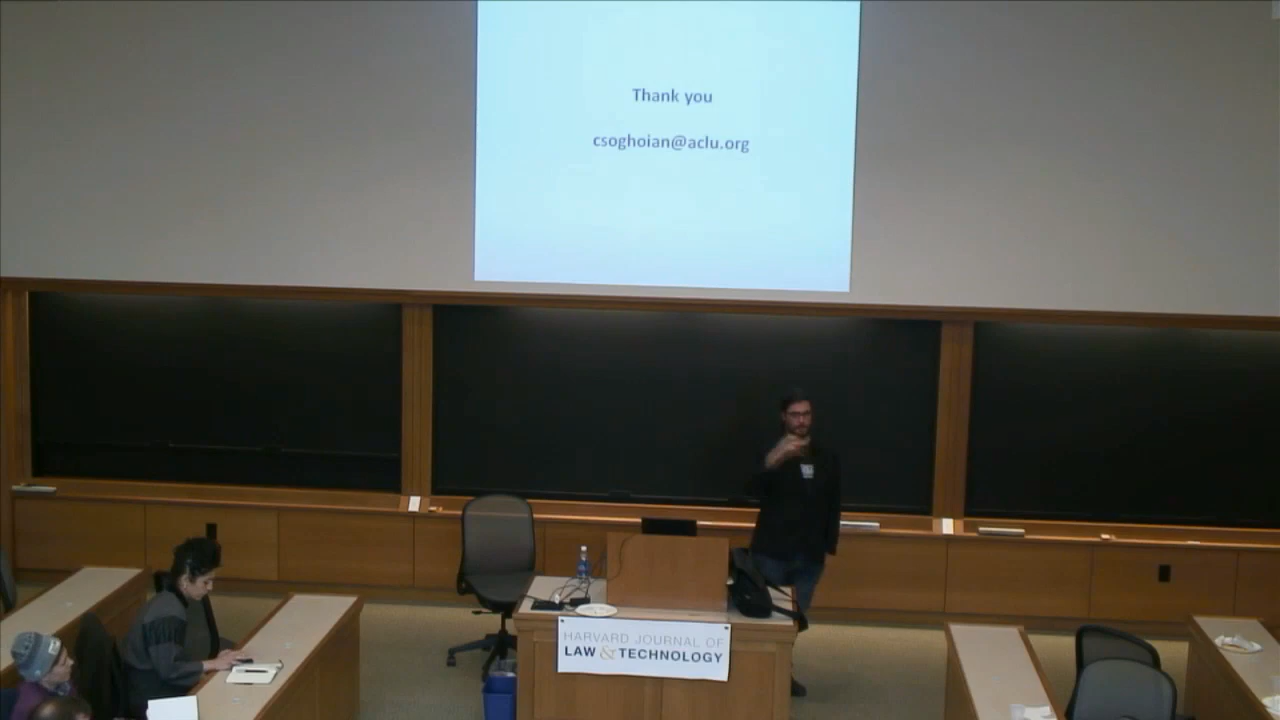 Thank you
csoghoian@aclu.org
HARVARD JOURNAL OF
LAW & TECHNOLOGY